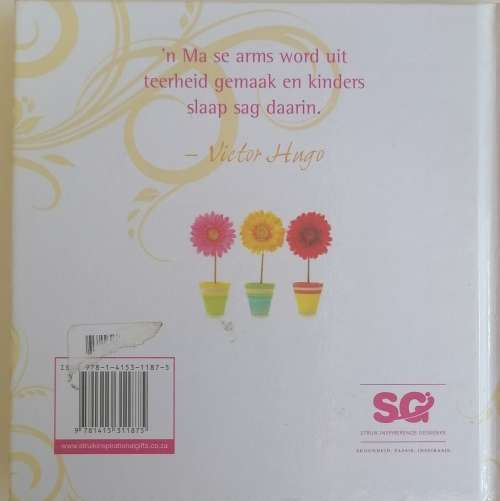 'n Ma se arms word uit
teerheid gemaak en kinders
slaap sag daarin.
– Victor Hugo
978-1-4153-1187-5
9 781415 311875
www.struikinspirationalgifts.co.za
SG
STRUIK INSPIRERENDE GESKENKE
SKOONHEID. PASSIE. INSPIRASIE.